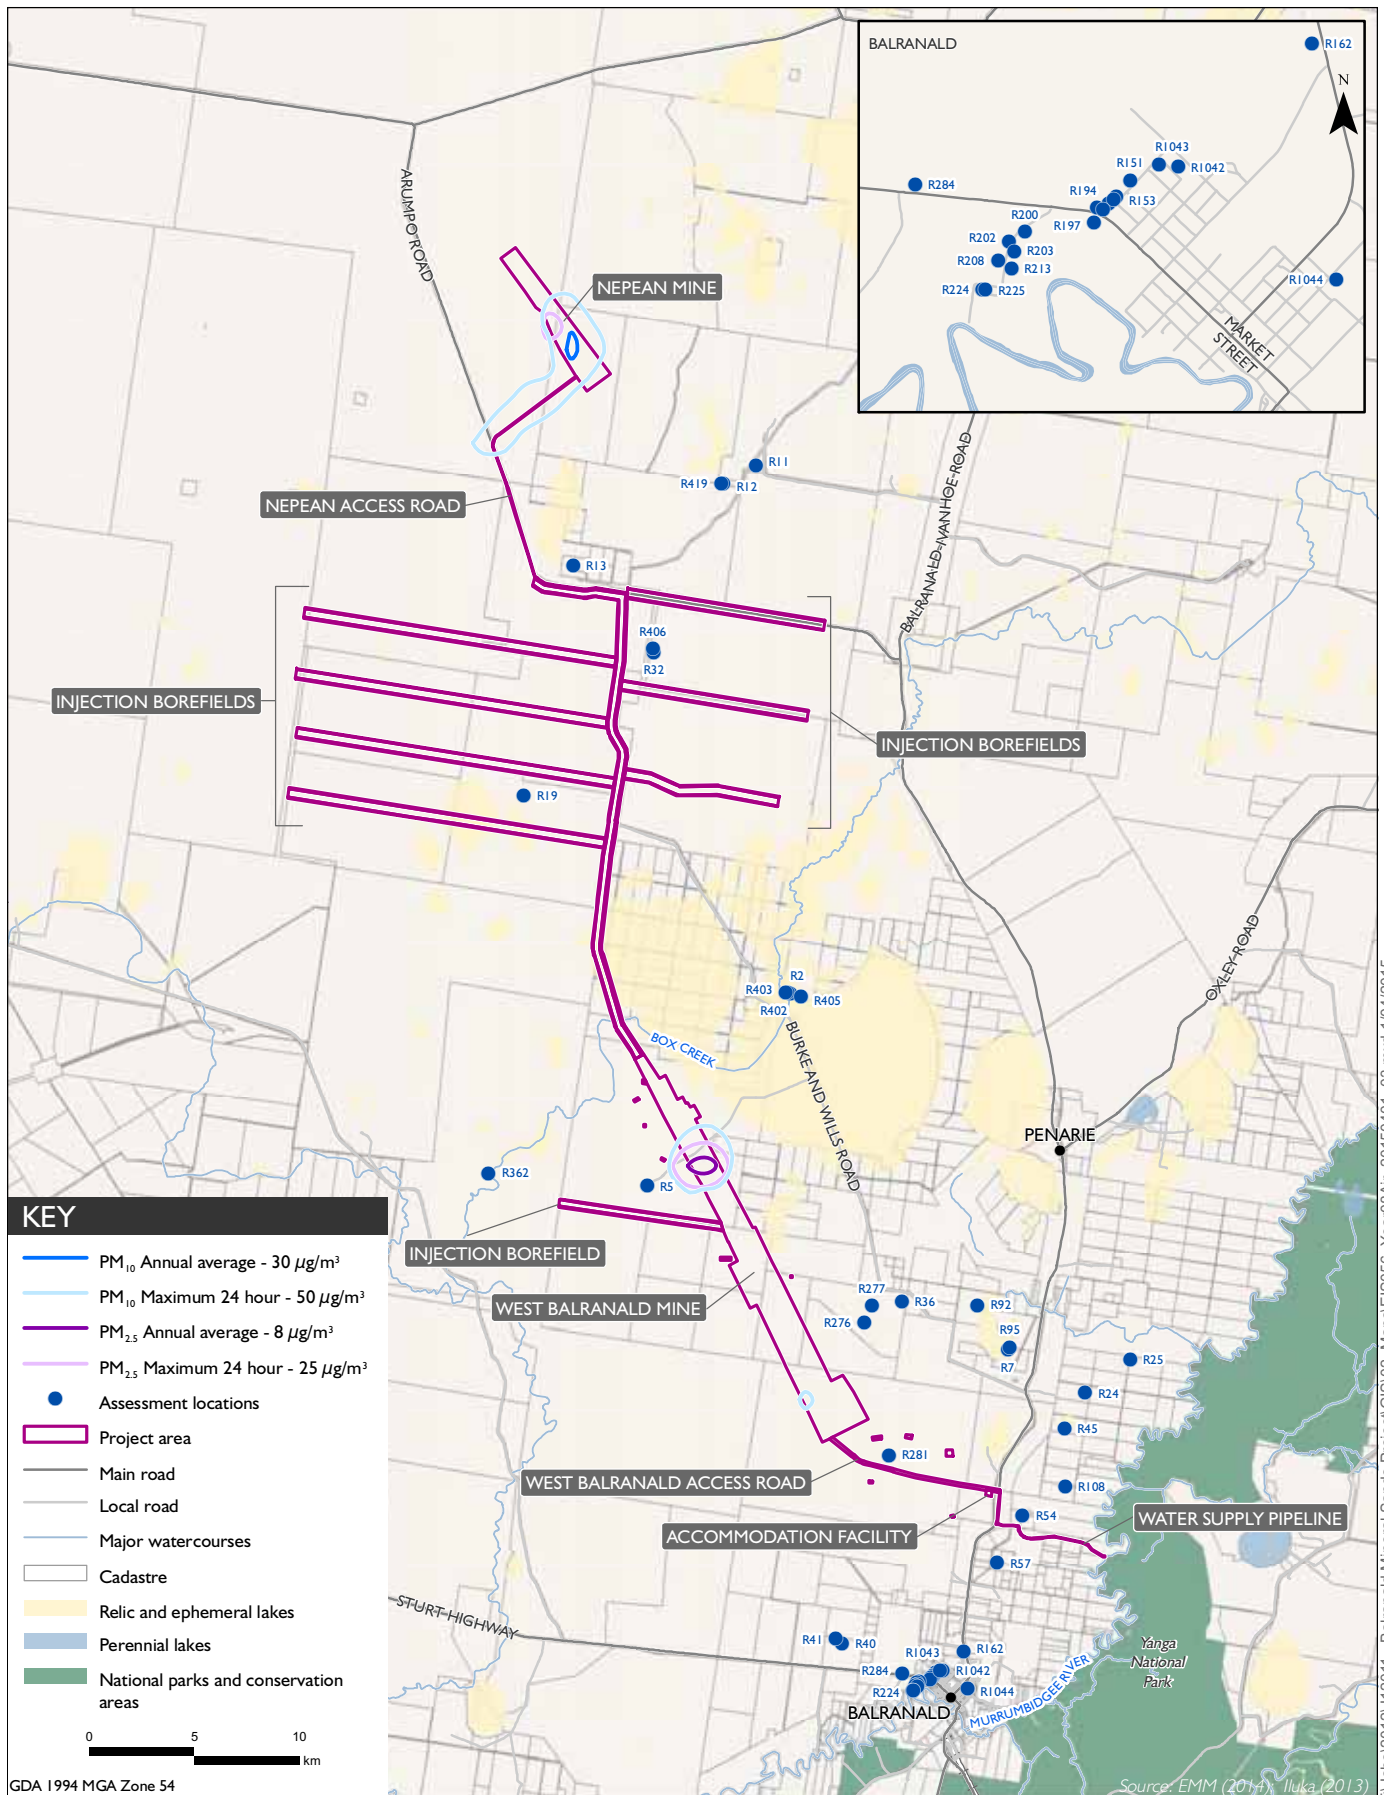 BALRANALD
R162
N
R1043
R151
R1042
R284
R194
R153
R200
R197
R202
R203
R208
R213
R224
R225
R1044
MARKET
STREET
ARUMPO ROAD
NEPEAN MINE
BALRANALD-IVANHOE-ROAD
R11
R419
R12
NEPEAN ACCESS ROAD
R13
R406
R32
INJECTION BOREFIELDS
INJECTION BOREFIELDS
R19
OXLEY-ROAD
R2
R403
R405
R402
BOX CREEK
BURKE AND WILLS ROAD
PENARIE
R362
R5
INJECTION BOREFIELD
WEST BALRANALD MINE
R277
R36
R92
R276
R95
R7
R25
R24
R45
R281
WEST BALRANALD ACCESS ROAD
R108
R54
WATER SUPPLY PIPELINE
ACCOMMODATION FACILITY
R57
STURT-HIGHWAY
R41
R40
R1043
R162
R284
R1042
R224
R1044
BALRANALD
MURRUMBIDGEE RIVER
Yanga
National
Park
KEY
PM10 Annual average - 30 µg/m³
PM10 Maximum 24 hour - 50 µg/m³
PM2.5 Annual average - 8 µg/m³
PM2.5 Maximum 24 hour - 25 µg/m³
Assessment locations
Project area
Main road
Local road
Major watercourses
Cadastre
Relic and ephemeral lakes
Perennial lakes
National parks and conservation
areas
0 5 10
km
GDA 1994 MGA Zone 54
Source: EMM (2014); Iluka (2013)